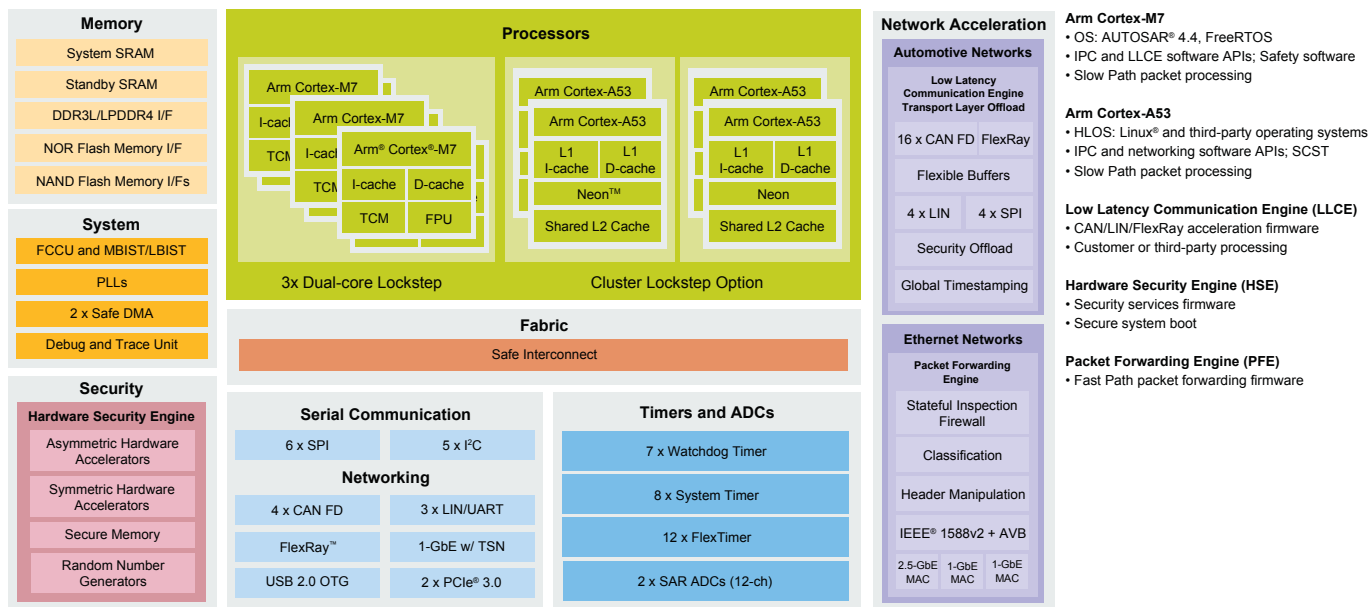 Memory
System SRAM
Standby SRAM
DDR3L/LPDDR4 I/F
NOR Flash Memory I/F
NAND Flash Memory I/Fs
System
FCCU and MBIST/LBIST
PLLs
2 x Safe DMA
Debug and Trace Unit
Security
Hardware Security Engine
Asymmetric Hardware
Accelerators
Symmetric Hardware
Accelerators
Secure Memory
Random Number
Generators
Processors
Arm Cortex-M7
I-cach
TCM
Arm Cortex-M7
I-cach
TCM
Arm® Cortex®-M7
I-cache
D-cache
TCM
FPU
3x Dual-core Lockstep
Arm Cortex-A53
Arm Cortex-A53
L1
I-cache
L1
D-cache
Neon™
Shared L2 Cache
Arm Cortex-A53
Arm Cortex-A53
L1
I-cache
L1
D-cache
Neon
Shared L2 Cache
Cluster Lockstep Option
Fabric
Safe Interconnect
Serial Communication
6 x SPI
5 x I²C
Networking
4 x CAN FD
3 x LIN/UART
FlexRay™
1-GbE w/ TSN
USB 2.0 OTG
2 x PCIe® 3.0
Timers and ADCs
7 x Watchdog Timer
8 x System Timer
12 x FlexTimer
2 x SAR ADCs (12-ch)
Network Acceleration
Automotive Networks
Low Latency
Communication Engine
Transport Layer Offload
16 x CAN FD
FlexRay
Flexible Buffers
4 x LIN
4 x SPI
Security Offload
Global Timestamping
Ethernet Networks
Packet Forwarding
Engine
Stateful Inspection
Firewall
Classification
Header Manipulation
IEEE® 1588v2 + AVB
2.5-GbE
MAC
1-GbE
MAC
1-GbE
MAC
Arm Cortex-M7
• OS: AUTOSAR® 4.4, FreeRTOS
• IPC and LLCE software APIs; Safety software
• Slow Path packet processing
Arm Cortex-A53
• HLOS: Linux® and third-party operating systems
• IPC and networking software APIs; SCST
• Slow Path packet processing
Low Latency Communication Engine (LLCE)
• CAN/LIN/FlexRay acceleration firmware
• Customer or third-party processing
Hardware Security Engine (HSE)
• Security services firmware
• Secure system boot
Packet Forwarding Engine (PFE)
• Fast Path packet forwarding firmware